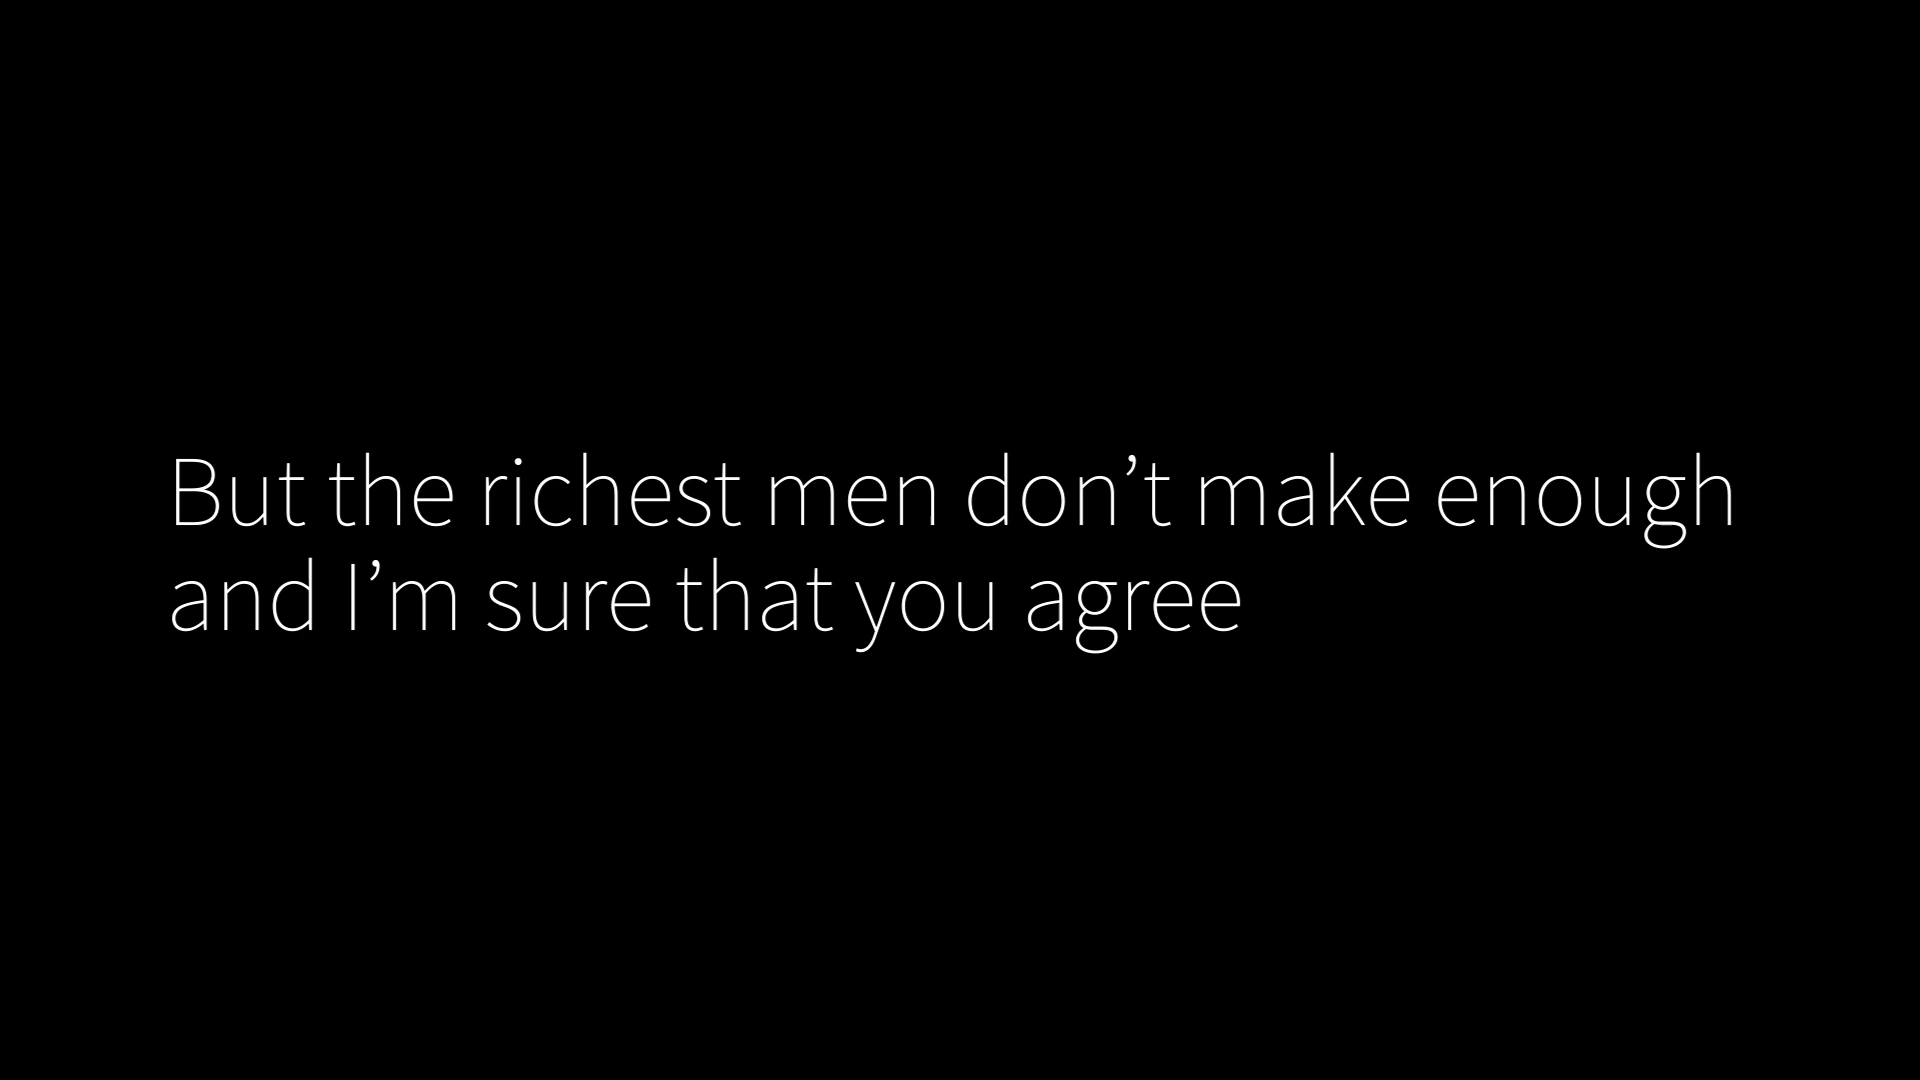 But the richest men don’t make enough
and I’m sure that you agree